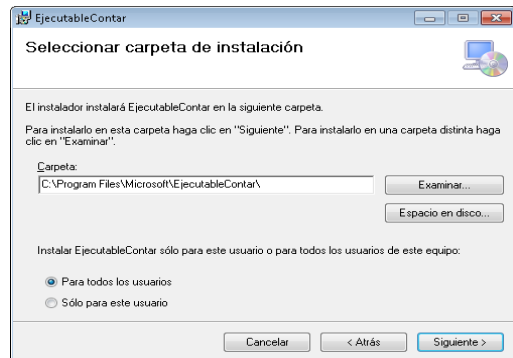 EjecutableContar
Seleccionar carpeta de instalación
El instalador instalará EjecutableContar en la siguiente carpeta.
Para instalarlo en esta carpeta haga clic en "Siguiente". Para instalarlo en una carpeta distinta haga
clic en "Examinar".
Carpeta:
C:\Program Files\Microsoft\EjecutableContar\
Examinar...
Espacio en disco...
Instalar EjecutableContar sólo para este usuario o para todos los usuarios de este equipo:
Para todos los usuarios
Sólo para este usuario
Cancelar
< Atrás
Siguiente >